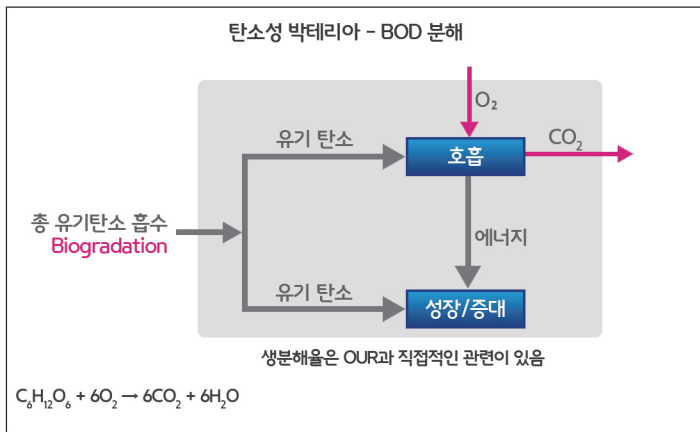 탄소성 박테리아 - BOD 분해
O₂
유기 탄소
호흡
CO₂
총 유기탄소 흡수
Biogradation
에너지
유기 탄소
성장/증대
생분해율은 OUR과 직접적인 관련이 있음
C₆H₁₂O₆ + 6O₂ → 6CO₂ + 6H₂O